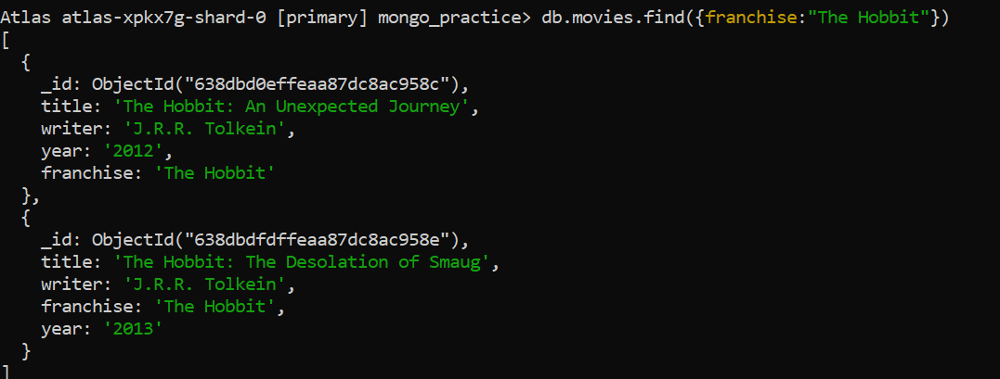 Atlas atlas-xpkx7g-shard-0 [primary] mongo_practice> db.movies.find({franchise:"The Hobbit"})
[
  {
    _id: ObjectId("638dbd0effeaa87dc8ac958c"),
    title: 'The Hobbit: An Unexpected Journey',
    writer: 'J.R.R. Tolkein',
    year: '2012',
    franchise: 'The Hobbit'
  },
  {
    _id: ObjectId("638dbdfdffeaa87dc8ac958e"),
    title: 'The Hobbit: The Desolation of Smaug',
    writer: 'J.R.R. Tolkein',
    franchise: 'The Hobbit',
    year: '2013'
  }
]